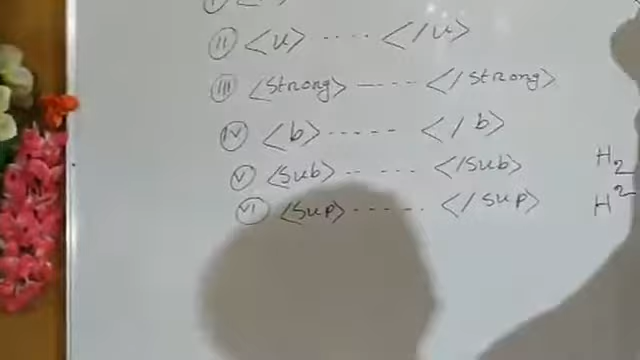 (ii) <u> ---- </u>
(iii) <strong> ---- </strong>
(iv) <b> ----- </b>
(v) <sub> -- --- </sub> H₂
(vi) <sup> ------ </sup> H²